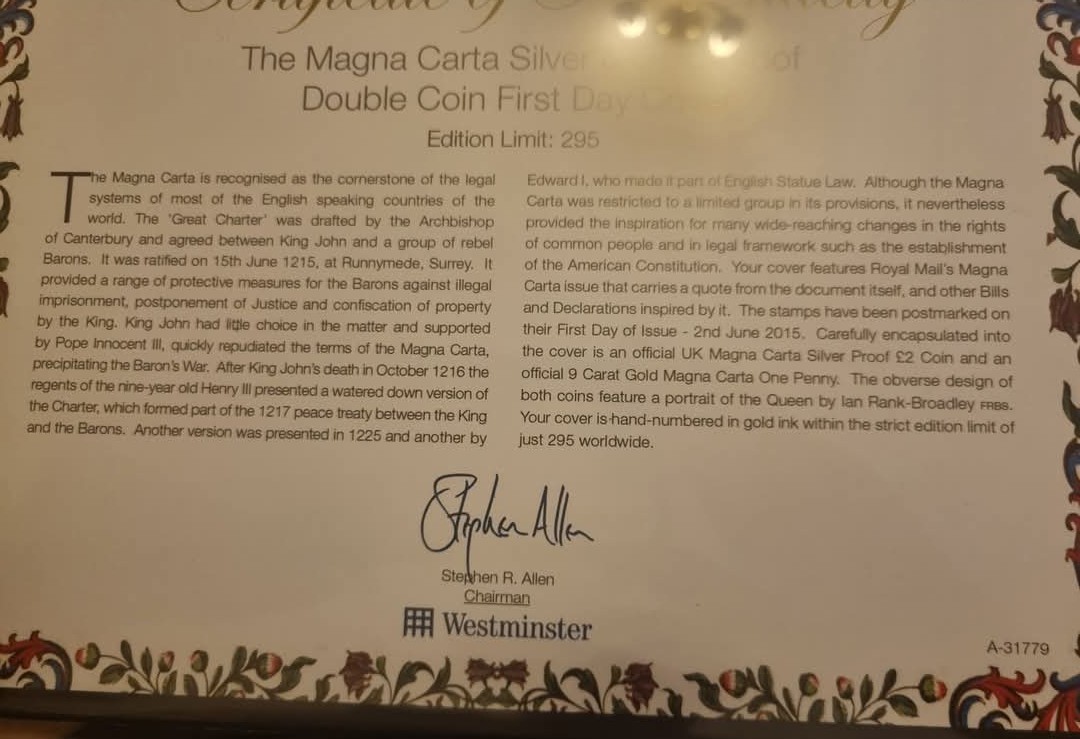 Certificate of
The Magna Carta Silver of
Double Coin First Day
Edition Limit: 295
The Magna Carta is recognised as the cornerstone of the legal
systems of most of the English speaking countries of the
world. The 'Great Charter' was drafted by the Archbishop
of Canterbury and agreed between King John and a group of rebel
Barons. It was ratified on 15th June 1215, at Runnymede, Surrey. It
provided a range of protective measures for the Barons against illegal
imprisonment, postponement of Justice and confiscation of property
by the King. King John had little choice in the matter and supported
by Pope Innocent III, quickly repudiated the terms of the Magna Carta,
precipitating the Baron's War. After King John's death in October 1216 the
regents of the nine-year old Henry III presented a watered down version of
the Charter, which formed part of the 1217 peace treaty between the King
and the Barons. Another version was presented in 1225 and another by
Edward I, who made it part of English Statue Law. Although the Magna
Carta was restricted to a limited group in its provisions, it nevertheless
provided the inspiration for many wide-reaching changes in the rights
of common people and in legal framework such as the establishment
of the American Constitution. Your cover features Royal Mail's Magna
Carta issue that carries a quote from the document itself, and other Bills
and Declarations inspired by it. The stamps have been postmarked on
their First Day of Issue - 2nd June 2015. Carefully encapsulated into
the cover is an official UK Magna Carta Silver Proof £2 Coin and an
official 9 Carat Gold Magna Carta One Penny. The obverse design of
both coins feature a portrait of the Queen by Ian Rank-Broadley FRBS.
Your cover is hand-numbered in gold ink within the strict edition limit of
just 295 worldwide.
Stephen Allen
Stephen R. Allen
Chairman
Westminster
A-31779